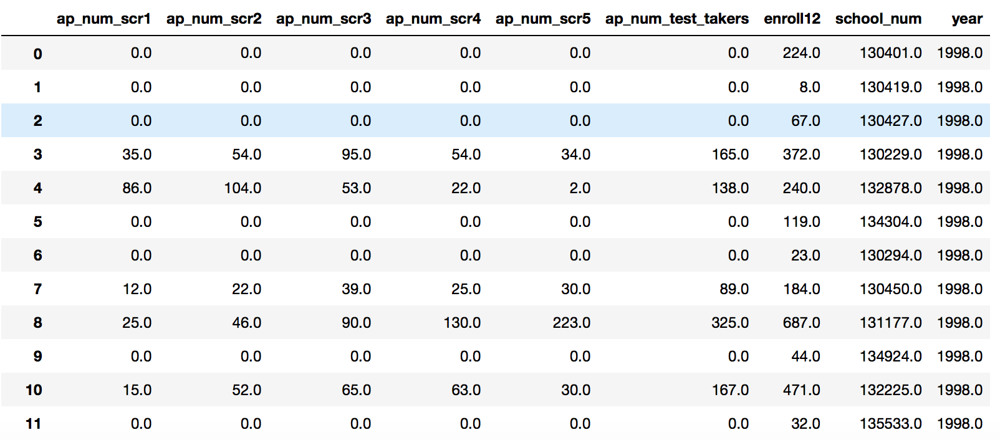 ap_num_scr1 ap_num_scr2 ap_num_scr3 ap_num_scr4 ap_num_scr5 ap_num_test_takers enroll12 school_num year
0 0.0 0.0 0.0 0.0 0.0 0.0 224.0 130401.0 1998.0
1 0.0 0.0 0.0 0.0 0.0 0.0 8.0 130419.0 1998.0
2 0.0 0.0 0.0 0.0 0.0 0.0 67.0 130427.0 1998.0
3 35.0 54.0 95.0 54.0 34.0 165.0 372.0 130229.0 1998.0
4 86.0 104.0 53.0 22.0 2.0 138.0 240.0 132878.0 1998.0
5 0.0 0.0 0.0 0.0 0.0 0.0 119.0 134304.0 1998.0
6 0.0 0.0 0.0 0.0 0.0 0.0 23.0 130294.0 1998.0
7 12.0 22.0 39.0 25.0 30.0 89.0 184.0 130450.0 1998.0
8 25.0 46.0 90.0 130.0 223.0 325.0 687.0 131177.0 1998.0
9 0.0 0.0 0.0 0.0 0.0 0.0 44.0 134924.0 1998.0
10 15.0 52.0 65.0 63.0 30.0 167.0 471.0 132225.0 1998.0
11 0.0 0.0 0.0 0.0 0.0 0.0 32.0 135533.0 1998.0